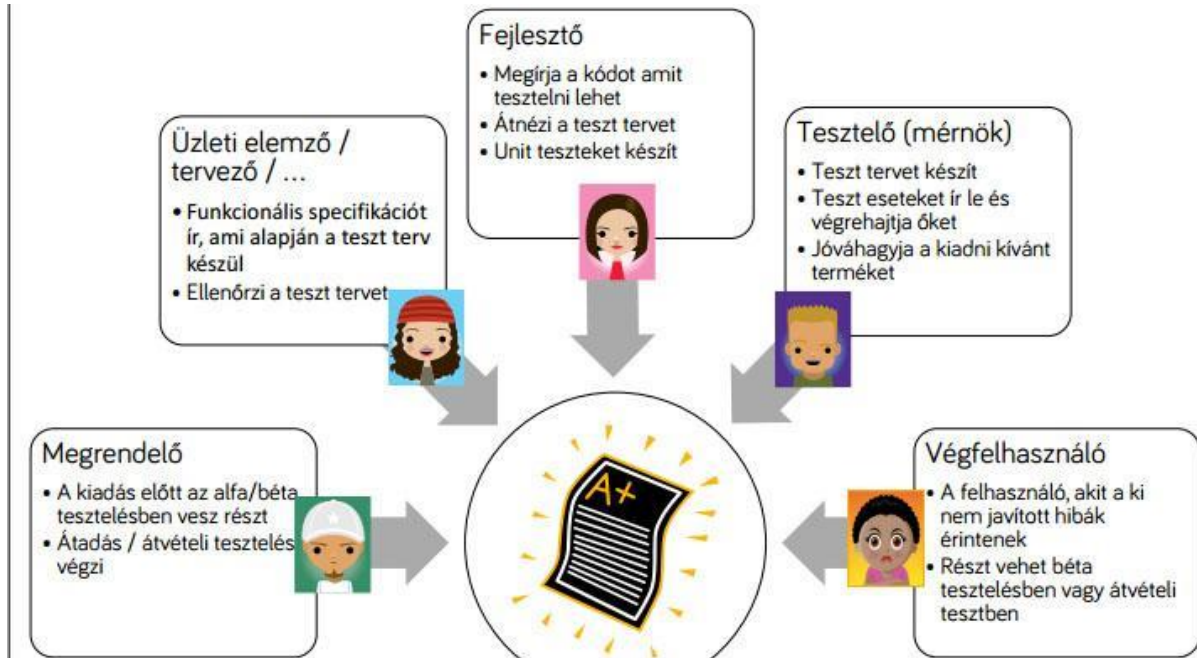 Fejlesztő
• Megírja a kódot amit
tesztelni lehet
• Átnézi a teszt tervet
• Unit teszteket készít
Üzleti elemző /
tervező / ...
• Funkcionális specifikációt
ír, ami alapján a teszt terv
készül
• Ellenőrzi a teszt tervet
Tesztelő (mérnök)
• Teszt tervet készít
• Teszt eseteket ír le és
végrehajtja őket
• Jóváhagyja a kiadni kívánt
terméket
Megrendelő
• A kiadás előtt az alfa/béta
tesztelésben vesz részt
• Átadás / átvételi tesztelés
végzi
A+
Végfelhasználó
• A felhasználó, akit a ki
nem javított hibák
érintenek
• Részt vehet béta
tesztelésben vagy átvételi
tesztben